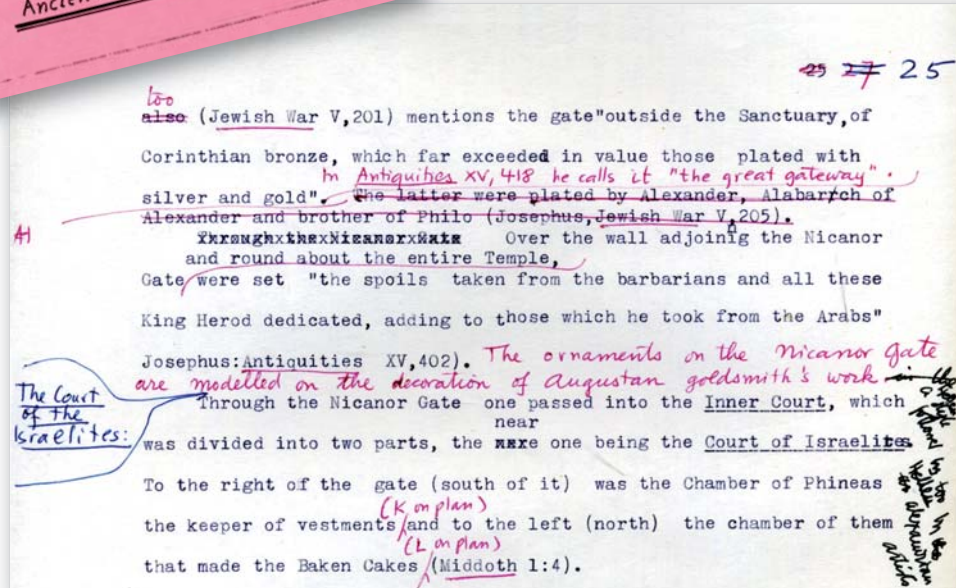 Ancien
25 27 25
too
also (Jewish War V,201) mentions the gate"outside the Sanctuary,of
Corinthian bronze, which far exceeded in value those plated with
In Antiquities XV, 418 he calls it "the great gateway".
silver and gold". The latter were plated by Alexander, Alabarch of
Alexander and brother of Philo (Josephus,Jewish War V,205).
Through the Nicanor Gate Over the wall adjoining the Nicanor
and round about the entire Temple,
Gate were set "the spoils taken from the barbarians and all these
King Herod dedicated, adding to those which he took from the Arabs"
Josephus:Antiquities XV,402). The ornaments on the Nicanor Gate
are modelled on the decoration of Augustan goldsmith's work
The Court
of the
Israelites:
Through the Nicanor Gate one passed into the Inner Court, which
near
was divided into two parts, the one being the Court of Israelites
To the right of the gate (south of it) was the Chamber of Phineas
(K on plan)
the keeper of vestments and to the left (north) the chamber of them
(L on plan)
that made the Baken Cakes (Middoth 1:4).